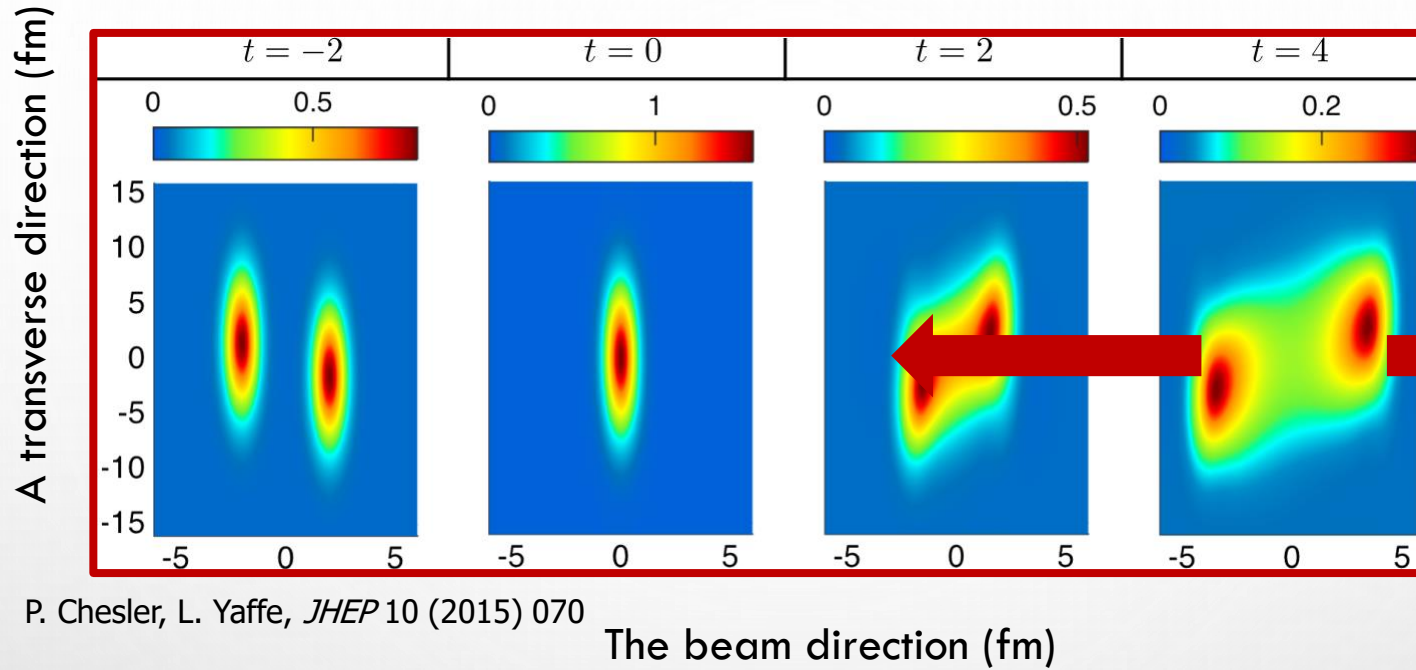 A transverse direction (fm)
t = −2 t = 0 t = 2 t = 4
0 0.5 0 1 0 0.5 0 0.2
15
10
5
0
-5
-10
-15
-5 0 5 -5 0 5 -5 0 5 -5 0 5
P. Chesler, L. Yaffe, JHEP 10 (2015) 070
The beam direction (fm)